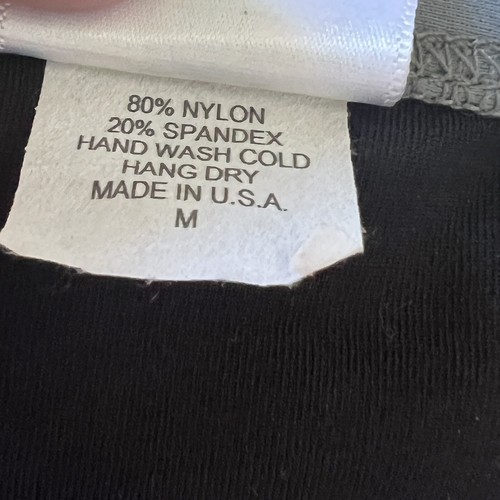 80% NYLON
20% SPANDEX
HAND WASH COLD
HANG DRY
MADE IN U.S.A.
M